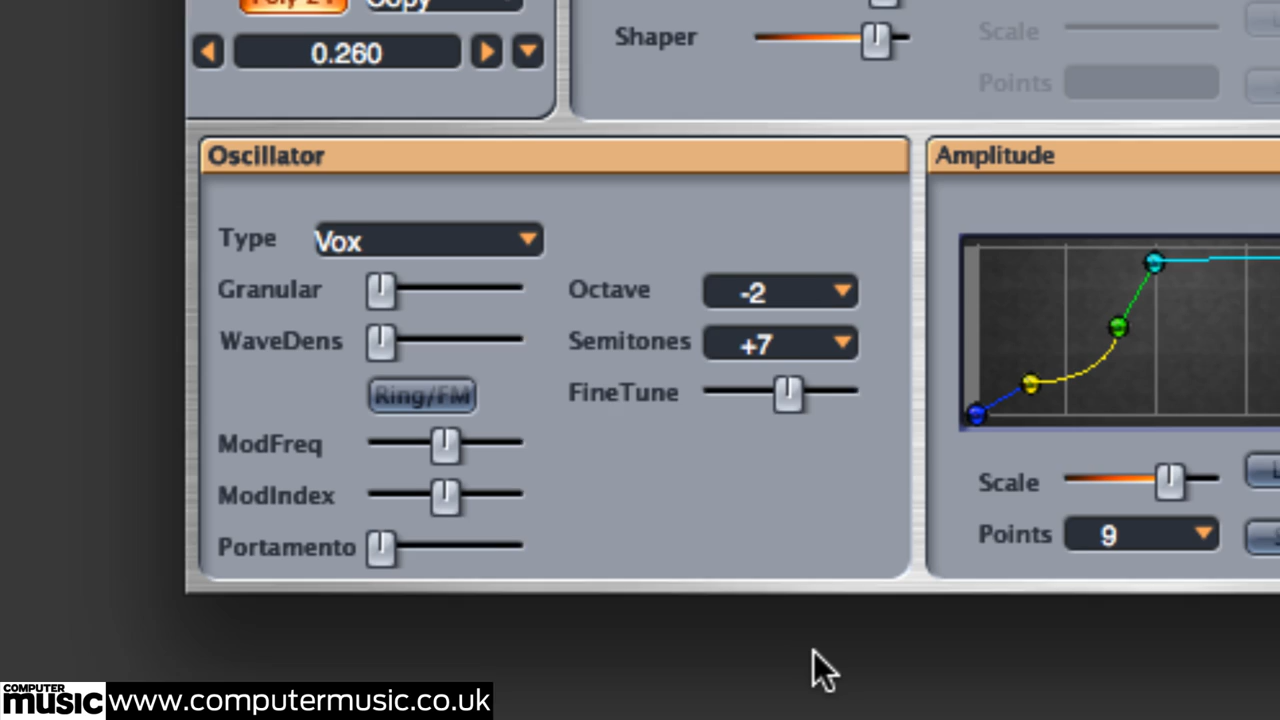 Copy
0.260
Shaper
Scale
Points
Oscillator
Type
Vox
Granular
WaveDens
Ring/FM
ModFreq
ModIndex
Portamento
Octave
-2
Semitones
+7
FineTune
Amplitude
Scale
Points
9
COMPUTER
music
www.computermusic.co.uk